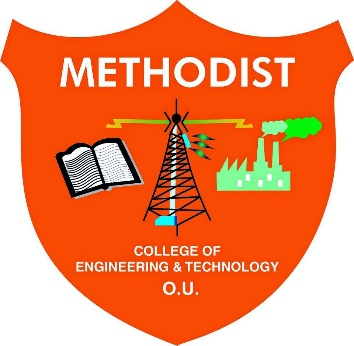 METHODIST
COLLEGE OF
ENGINEERING & TECHNOLOGY
O.U.